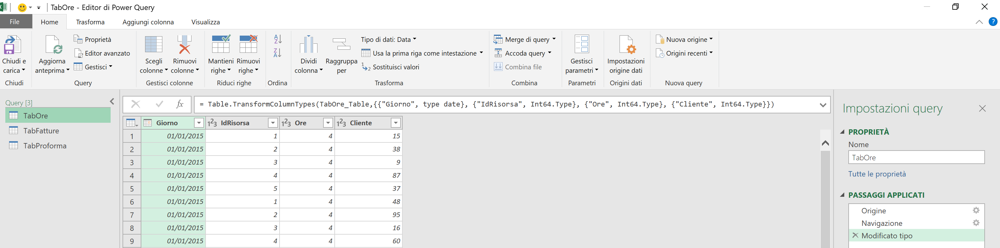 TabOre - Editor di Power Query
File Home Trasforma Aggiungi colonna Visualizza
Chiudi e
carica
Chiudi
Aggiorna
anteprima
Proprietà
Editor avanzato
Gestisci
Query
Scegli
colonne
Rimuovi
colonne
Gestisci colonne
Mantieni
righe
Rimuovi
righe
Riduci righe
Ordina
Dividi
colonna
Raggruppa
per
Tipo di dati: Data
Usa la prima riga come intestazione
Sostituisci valori
Trasforma
Merge di query
Accoda query
Combina file
Combina
Gestisci
parametri
Parametri
Impostazioni
origine dati
Origini dati
Nuova origine
Origini recenti
Nuova query
Query [3]
TabOre
TabFatture
TabProforma
fx = Table.TransformColumnTypes(TabOre_Table,{{"Giorno", type date}, {"IdRisorsa", Int64.Type}, {"Ore", Int64.Type}, {"Cliente", Int64.Type}})
Giorno 123 IdRisorsa 123 Ore 123 Cliente
1 01/01/2015 1 4 15
2 01/01/2015 2 4 38
3 01/01/2015 3 4 9
4 01/01/2015 4 4 87
5 01/01/2015 5 4 37
6 01/01/2015 1 4 48
7 01/01/2015 2 4 95
8 01/01/2015 3 4 16
9 01/01/2015 4 4 60
Impostazioni query
PROPRIETÀ
Nome
TabOre
Tutte le proprietà
PASSAGGI APPLICATI
Origine
Navigazione
Modificato tipo